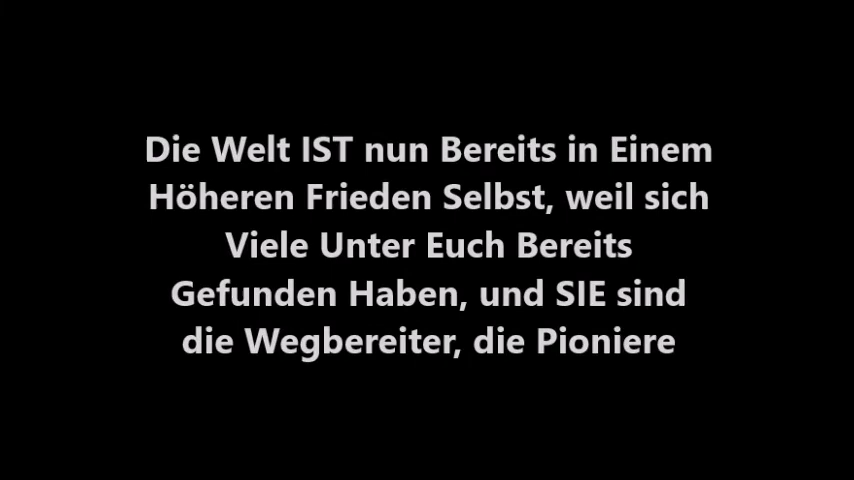 Die Welt IST nun Bereits in Einem
Höheren Frieden Selbst, weil sich
Viele Unter Euch Bereits
Gefunden Haben, und SIE sind
die Wegbereiter, die Pioniere